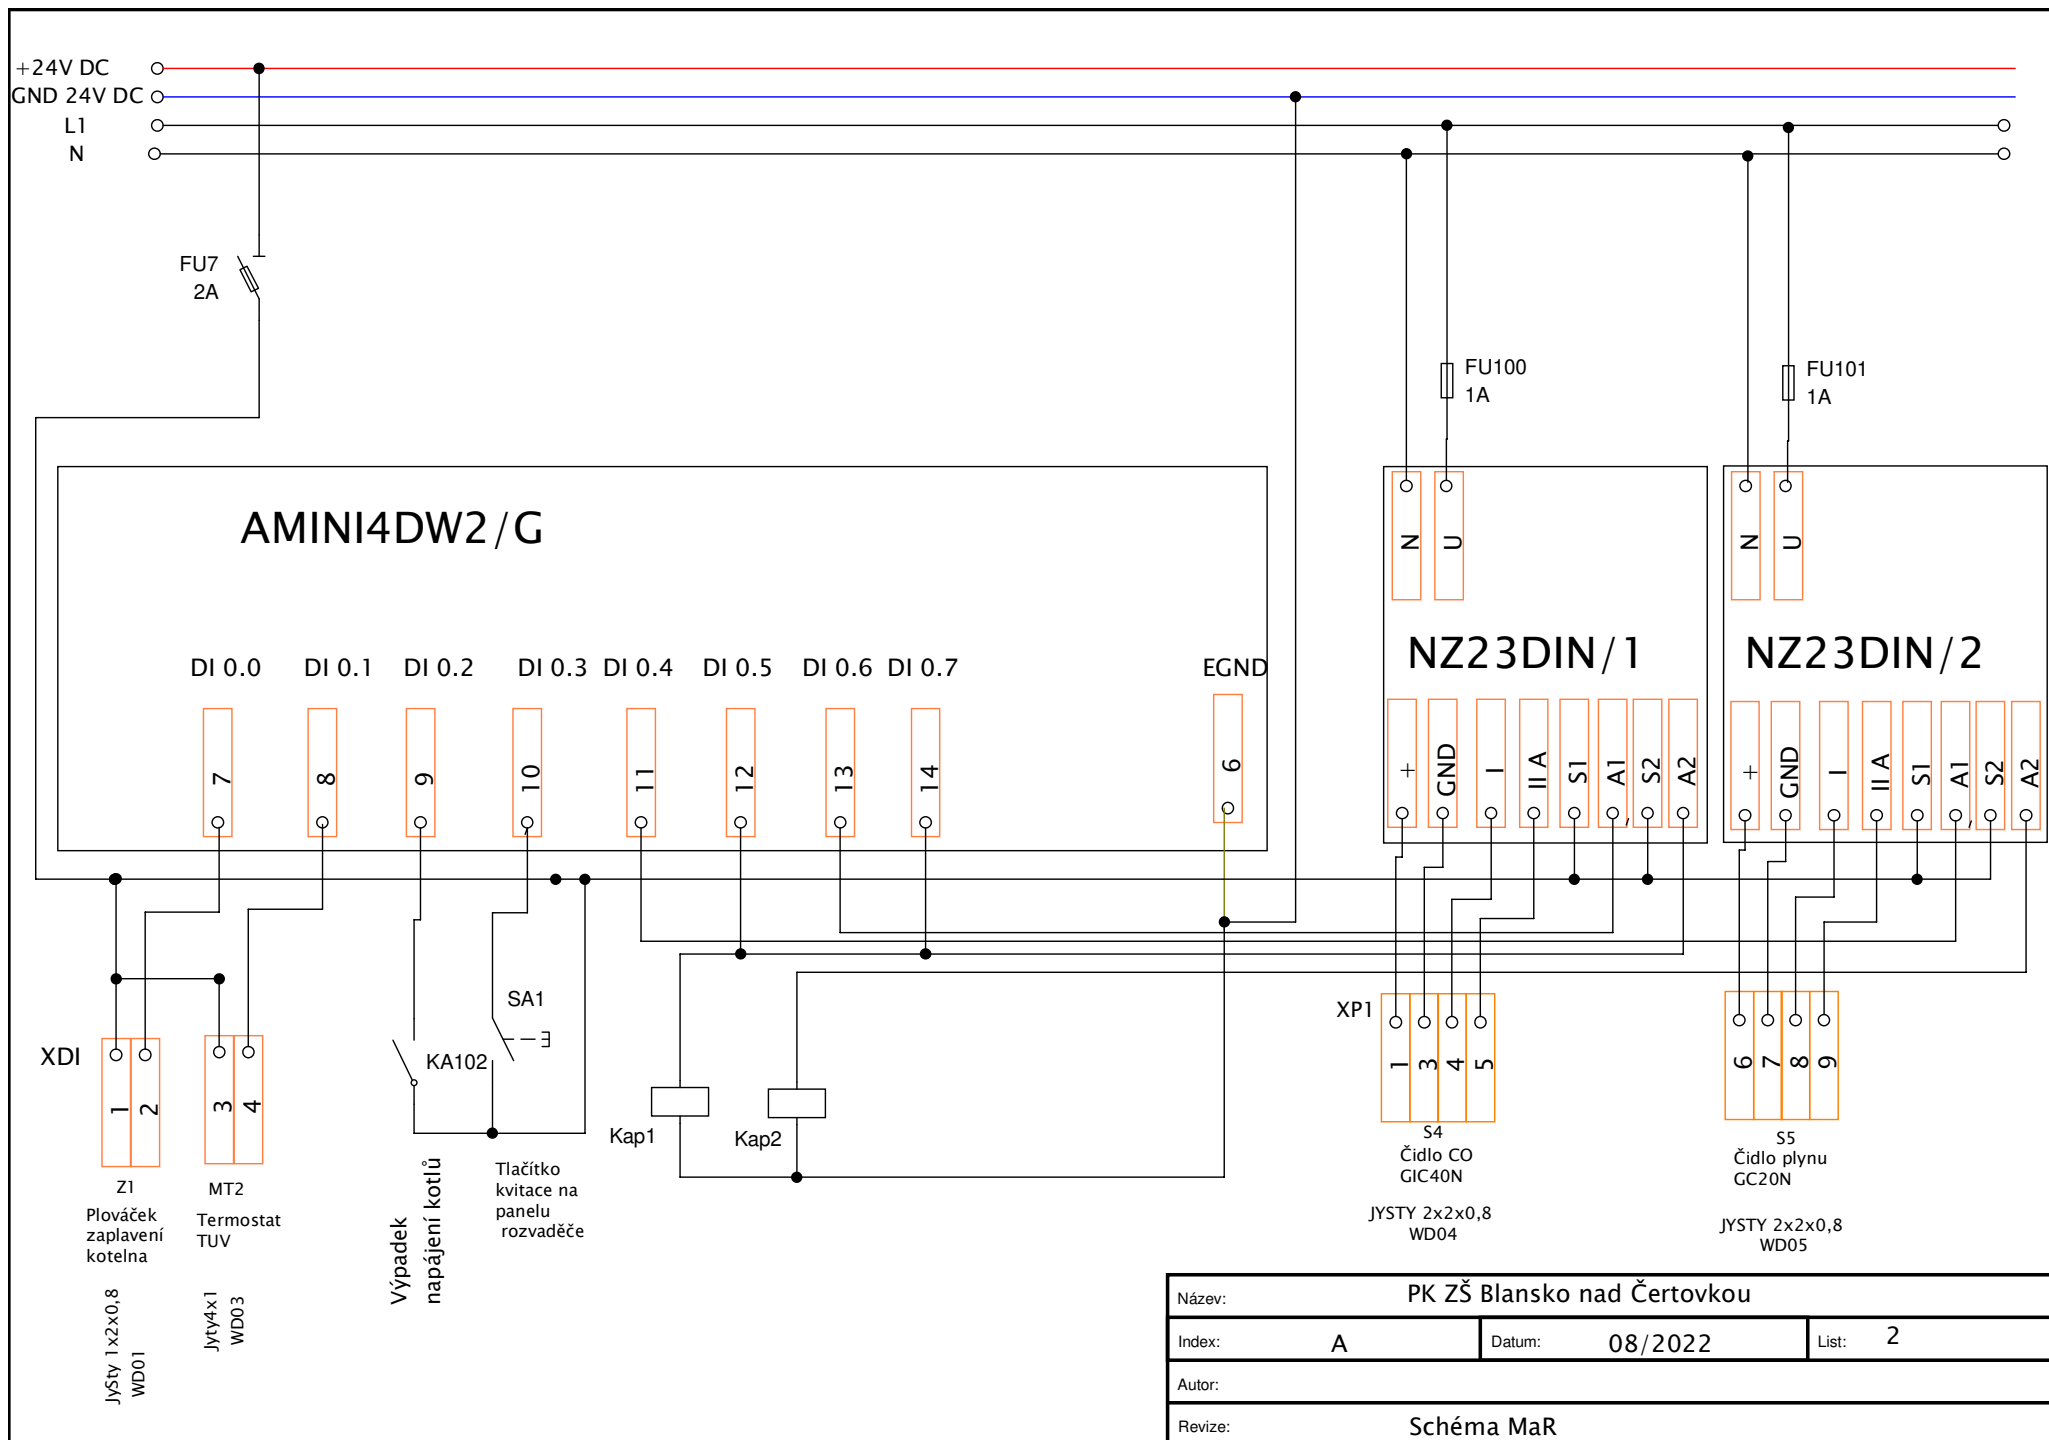 +24V DC
GND 24V DC
L1
N
FU7
2A
FU100
1A
FU101
1A
AMINI4DW2/G
N
U
N
U
NZ23DIN/1
NZ23DIN/2
DI 0.0
DI 0.1
DI 0.2
DI 0.3
DI 0.4
DI 0.5
DI 0.6
DI 0.7
EGND
7
8
9
10
11
12
13
14
6
+
GND
I
II A
S1
A1
S2
A2
+
GND
I
II A
S1
A1
S2
A2
XDI
1
2
3
4
KA102
SA1
Kap1
Kap2
XP1
1
3
4
5
6
7
8
9
Z1
Plováček
zaplavení
kotelna
JySty 1x2x0,8
WD01
MT2
Termostat
TUV
Jyty4x1
WD03
Výpadek
napájení kotlů
Tlačítko
kvitace na
panelu
rozvaděče
S4
Čidlo CO
GIC40N
JYSTY 2x2x0,8
WD04
S5
Čidlo plynu
GC20N
JYSTY 2x2x0,8
WD05
Název: PK ZŠ Blansko nad Čertovkou
Index: A Datum: 08/2022 List: 2
Autor:
Revize: Schéma MaR